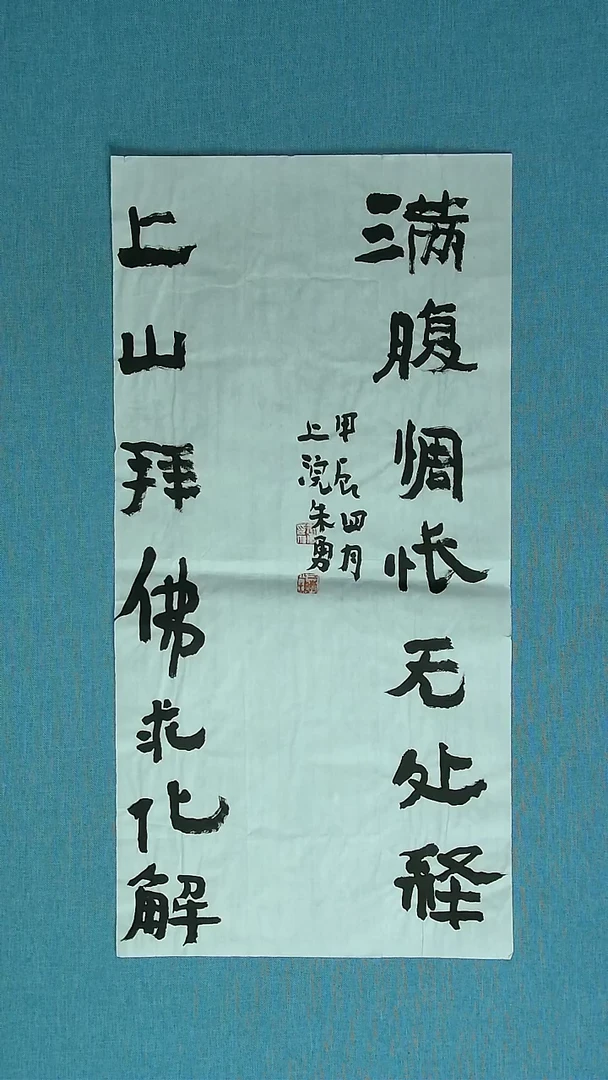 满腹惆怅无处释
上山拜佛求化解
甲辰四月
上浣朱勇